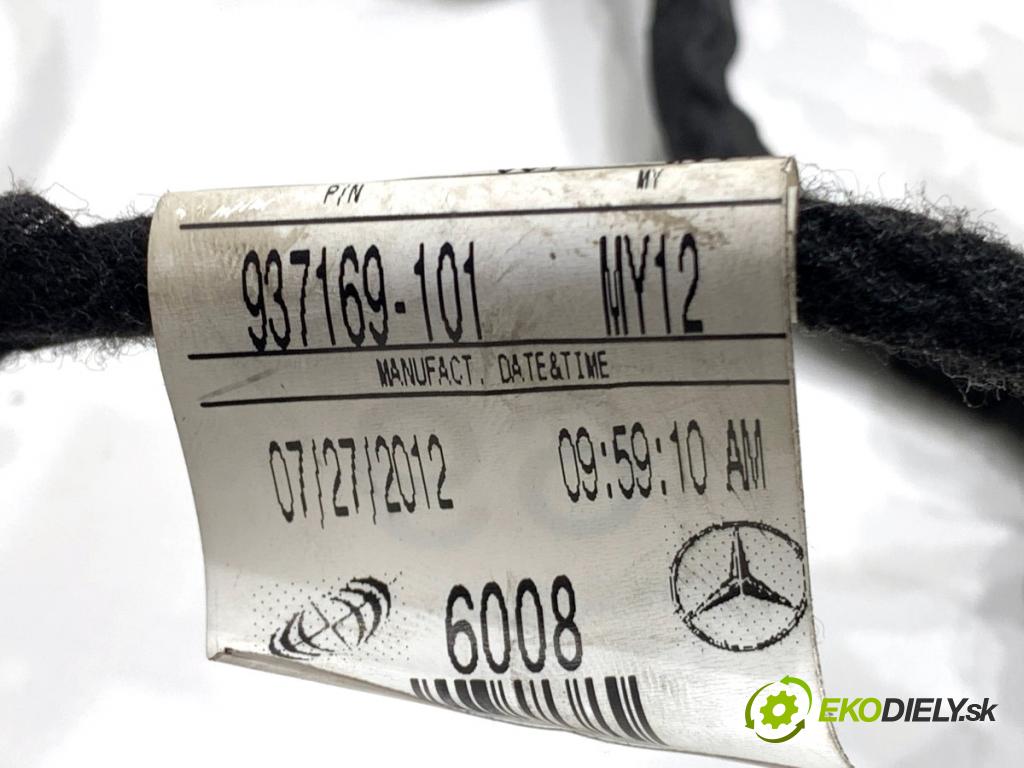 P/N MY
937169-101 MY12
MANUFACT. DATE&TIME
07/27/2012 09:59:10 AM
6008
EKODIELY.sk